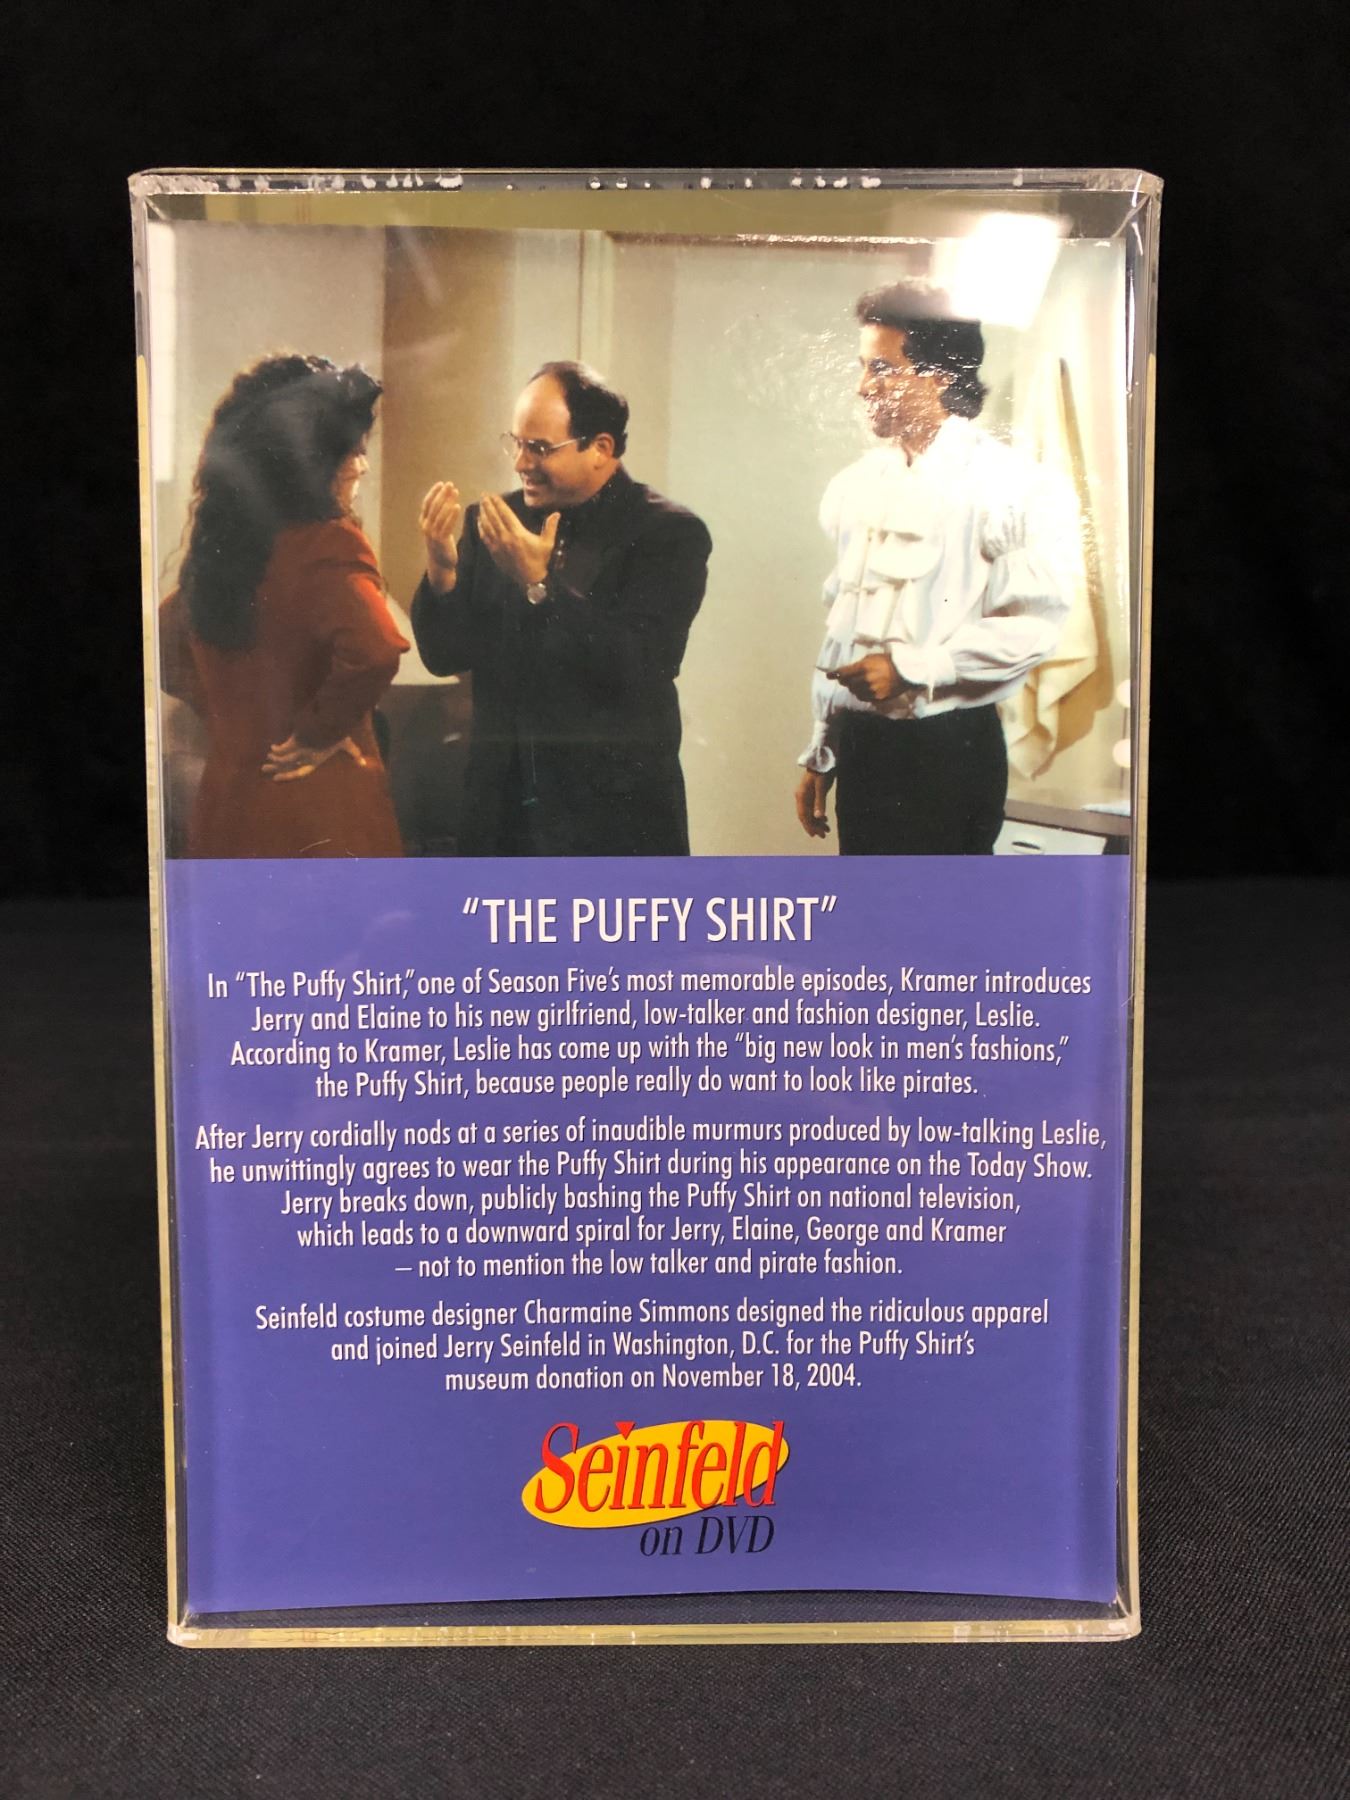 “THE PUFFY SHIRT”
In “The Puffy Shirt,” one of Season Five’s most memorable episodes, Kramer introduces
Jerry and Elaine to his new girlfriend, low-talker and fashion designer, Leslie.
According to Kramer, Leslie has come up with the “big new look in men’s fashions,”
the Puffy Shirt, because people really do want to look like pirates.
After Jerry cordially nods at a series of inaudible murmurs produced by low-talking Leslie,
he unwittingly agrees to wear the Puffy Shirt during his appearance on the Today Show.
Jerry breaks down, publicly bashing the Puffy Shirt on national television,
which leads to a downward spiral for Jerry, Elaine, George and Kramer
– not to mention the low talker and pirate fashion.
Seinfeld costume designer Charmaine Simmons designed the ridiculous apparel
and joined Jerry Seinfeld in Washington, D.C. for the Puffy Shirt’s
museum donation on November 18, 2004.
Seinfeld
on DVD